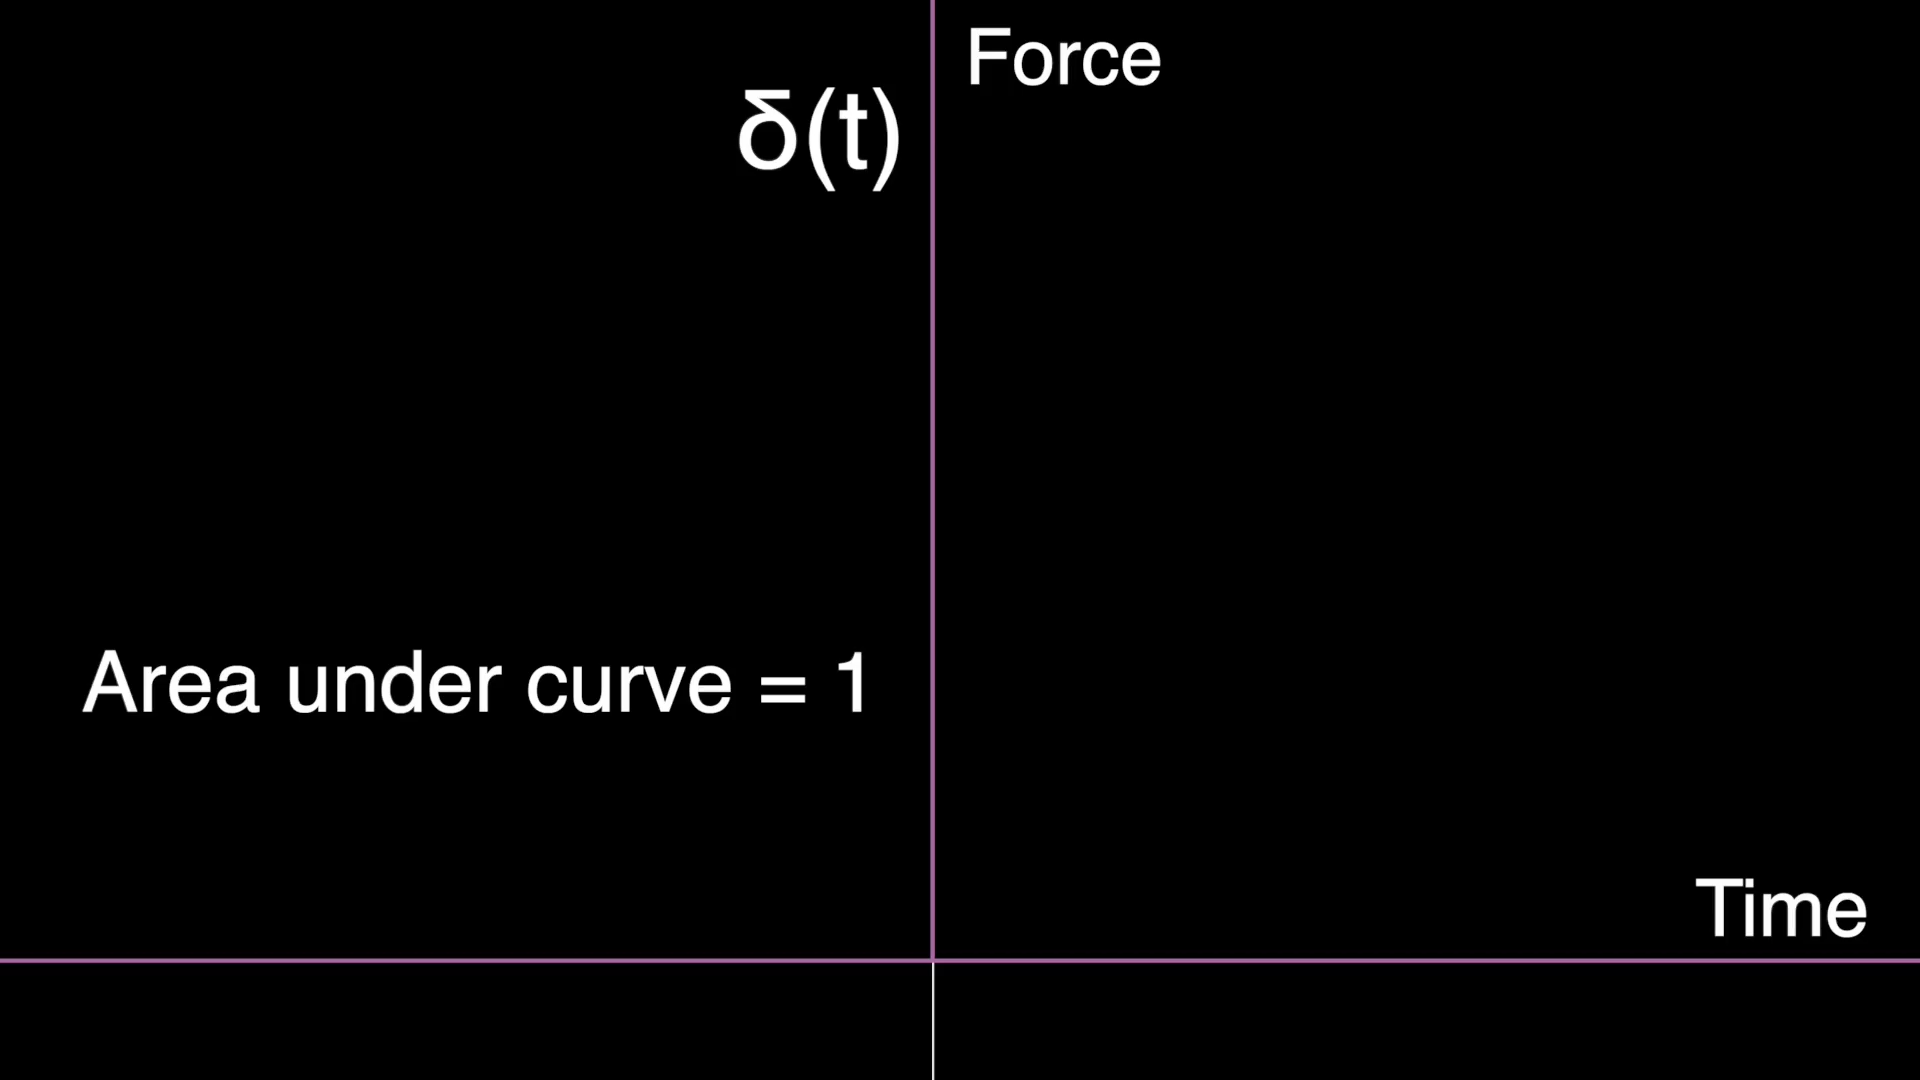 Force
δ(t)
Area under curve = 1
Time